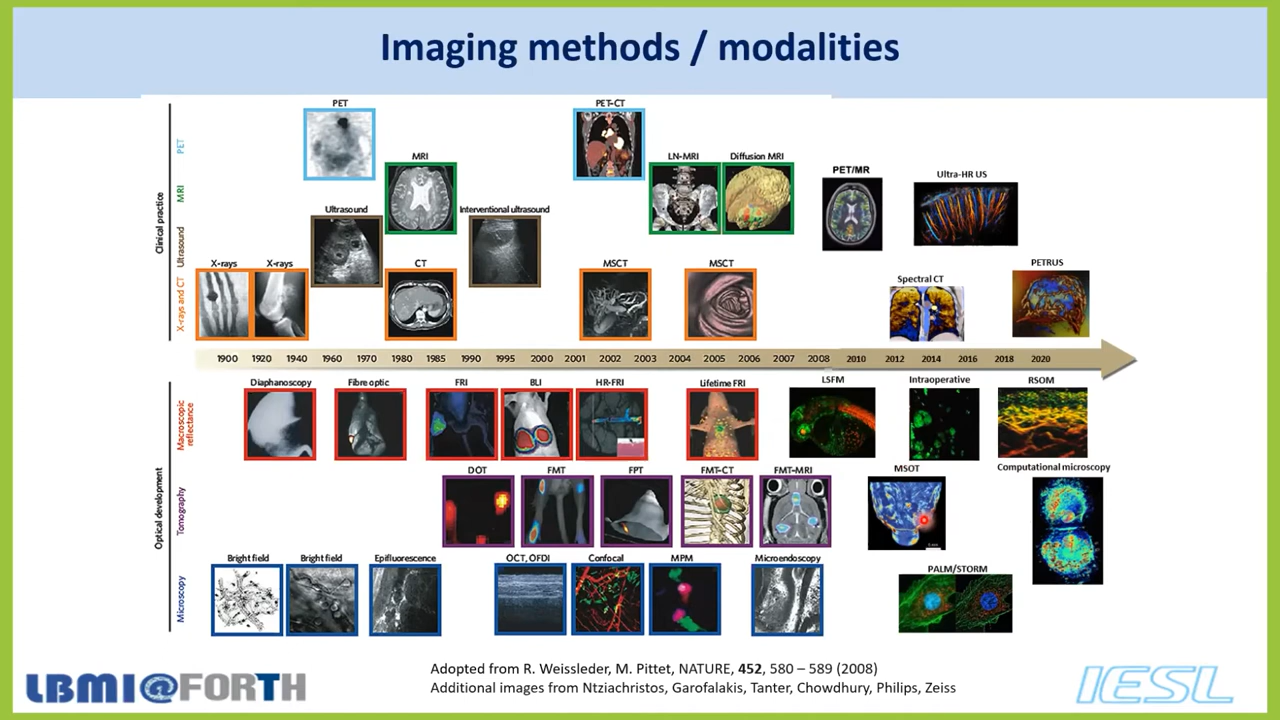 Imaging methods / modalities
PET
PET-CT
MRI
LN-MRI
Diffusion MRI
PET/MR
Ultra-HR US
Ultrasound
Interventional ultrasound
X-rays
X-rays
CT
MSCT
MSCT
Spectral CT
PETRUS
Clinical practice
PET
MRI
Ultrasound
X-rays and CT
1900 1920 1940 1960 1970 1980 1985 1990 1995 2000 2001 2002 2003 2004 2005 2006 2007 2008 2010 2012 2014 2016 2018 2020
Optical development
Macroscopic
reflectance
Tomography
Microscopy
Diaphanoscopy
Fibre optic
FRI
BLI
HR-FRI
Lifetime FRI
LSFM
Intraoperative
RSOM
DOT
FMT
FPT
FMT-CT
FMT-MRI
MSOT
Computational microscopy
Bright field
Bright field
Epifluorescence
OCT, OFDI
Confocal
MPM
Microendoscopy
PALM/STORM
Adopted from R. Weissleder, M. Pittet, NATURE, 452, 580 – 589 (2008)
Additional images from Ntziachristos, Garofalakis, Tanter, Chowdhury, Philips, Zeiss
LBMI@FORTH
IESL